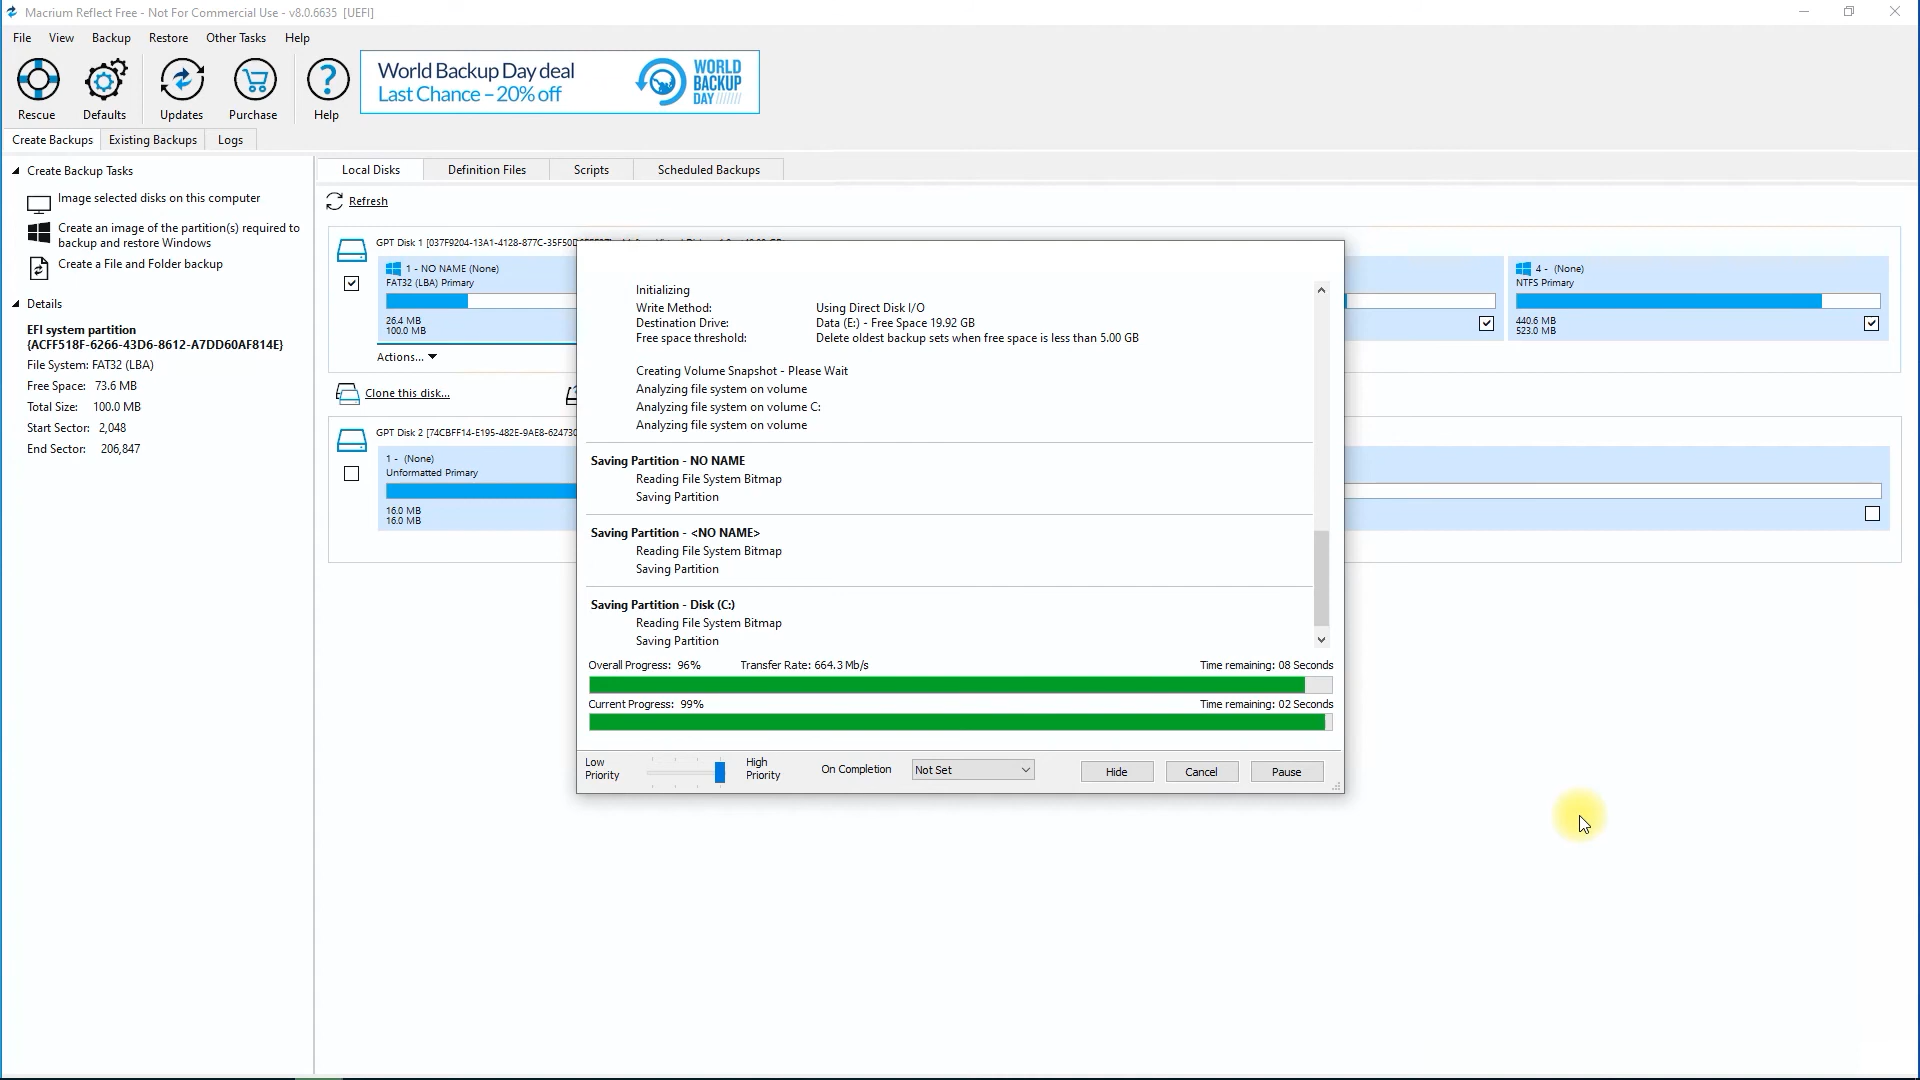 Macrium Reflect Free - Not For Commercial Use - v8.0.6635 [UEFI]
File View Backup Restore Other Tasks Help
Rescue Defaults Updates Purchase Help
World Backup Day deal
Last Chance – 20% off
WORLD
BACKUP
DAY
Create Backups Existing Backups Logs
Create Backup Tasks
Image selected disks on this computer
Create an image of the partition(s) required to
backup and restore Windows
Create a File and Folder backup
Details
EFI system partition
{ACFF518F-6266-43D6-8612-A7DD60AF814E}
File System: FAT32 (LBA)
Free Space: 73.6 MB
Total Size: 100.0 MB
Start Sector: 2,048
End Sector: 206,847
Local Disks Definition Files Scripts Scheduled Backups
Refresh
GPT Disk 1
1 - NO NAME (None)
FAT32 (LBA) Primary
26.4 MB
100.0 MB
4 - (None)
NTFS Primary
440.6 MB
523.0 MB
Actions...
Clone this disk...
GPT Disk 2
1 - (None)
Unformatted Primary
16.0 MB
16.0 MB
Initializing
Write Method: Using Direct Disk I/O
Destination Drive: Data (E:) - Free Space 19.92 GB
Free space threshold: Delete oldest backup sets when free space is less than 5.00 GB
Creating Volume Snapshot - Please Wait
Analyzing file system on volume
Analyzing file system on volume C:
Analyzing file system on volume
Saving Partition - NO NAME
Reading File System Bitmap
Saving Partition
Saving Partition - <NO NAME>
Reading File System Bitmap
Saving Partition
Saving Partition - Disk (C:)
Reading File System Bitmap
Saving Partition
Overall Progress: 96% Transfer Rate: 664.3 Mb/s Time remaining: 08 Seconds
Current Progress: 99% Time remaining: 02 Seconds
Low
Priority
High
Priority
On Completion Not Set Hide Cancel Pause